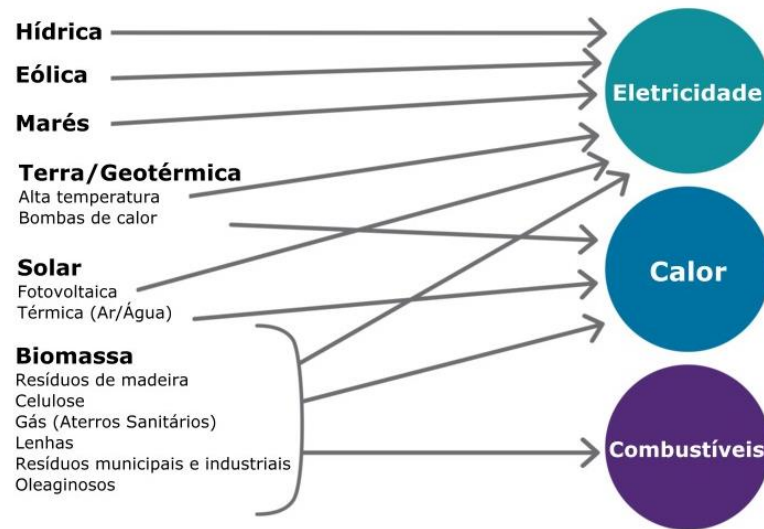 Hídrica
Eólica
Marés
Terra/Geotérmica
Alta temperatura
Bombas de calor
Solar
Fotovoltaica
Térmica (Ar/Água)
Biomassa
Resíduos de madeira
Celulose
Gás (Aterros Sanitários)
Lenhas
Resíduos municipais e industriais
Oleaginosos
Eletricidade
Calor
Combustíveis